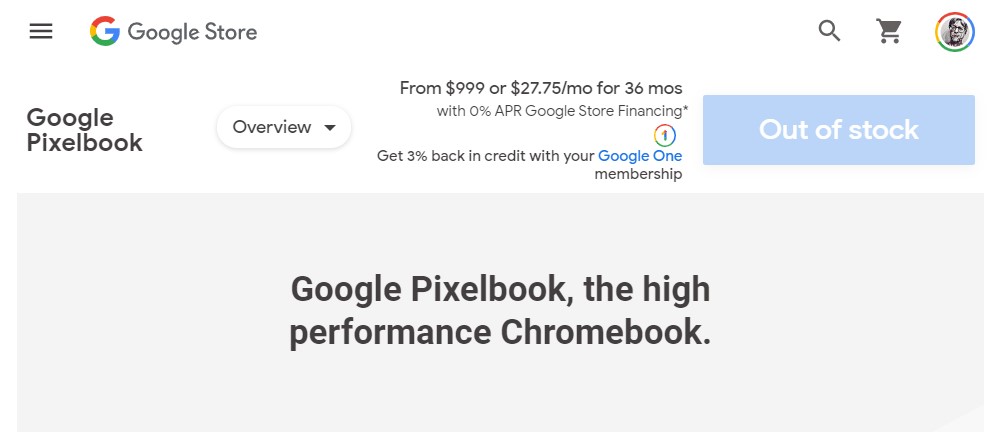 Google Store
Google
Pixelbook
Overview
From $999 or $27.75/mo for 36 mos
with 0% APR Google Store Financing*
1
Get 3% back in credit with your Google One
membership
Out of stock
Google Pixelbook, the high
performance Chromebook.